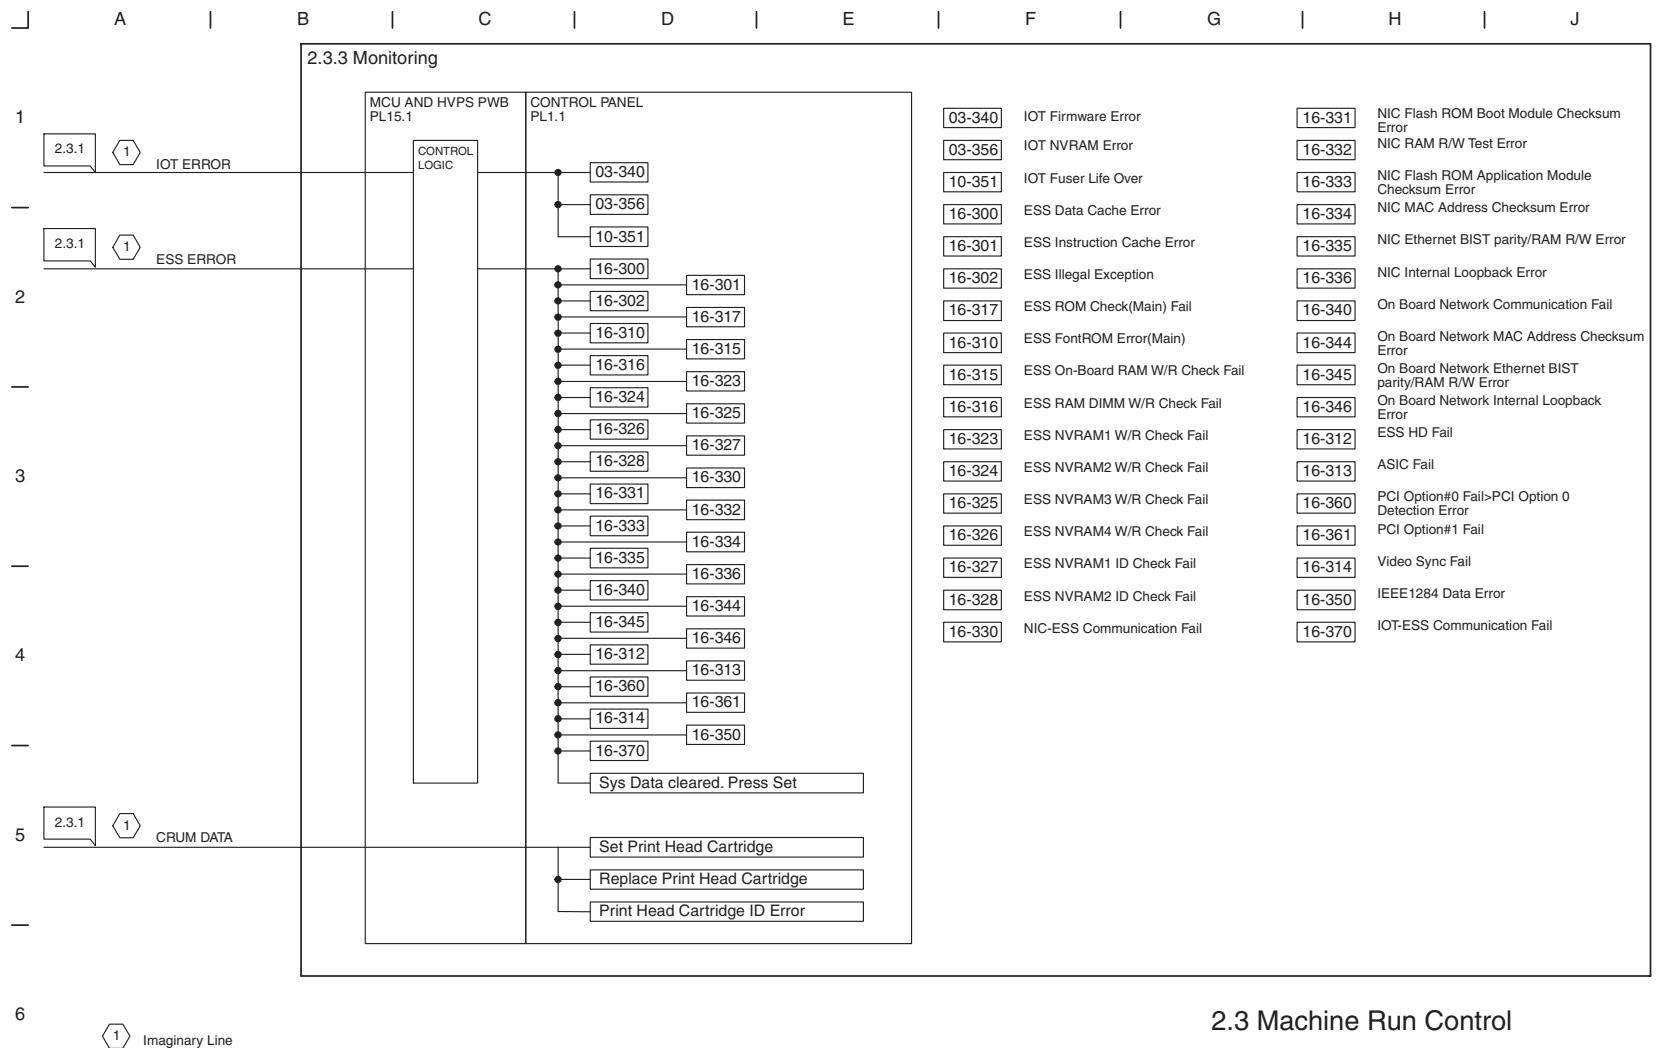 A B C D E F G H J
2.3.3 Monitoring
1
MCU AND HVPS PWB
PL15.1
CONTROL PANEL
PL1.1
CONTROL
LOGIC
2.3.1
1
IOT ERROR
03-340
03-356
10-351
2.3.1
1
ESS ERROR
2
16-300
16-301
16-302
16-317
16-310
16-315
16-316
16-323
16-324
16-325
16-326
16-327
16-328
3
16-330
16-331
16-332
16-333
16-334
16-335
16-336
16-340
16-344
16-345
16-346
4
16-312
16-313
16-360
16-361
16-314
16-350
16-370
Sys Data cleared. Press Set
5
2.3.1
1
CRUM DATA
Set Print Head Cartridge
Replace Print Head Cartridge
Print Head Cartridge ID Error
03-340 IOT Firmware Error
03-356 IOT NVRAM Error
10-351 IOT Fuser Life Over
16-300 ESS Data Cache Error
16-301 ESS Instruction Cache Error
16-302 ESS Illegal Exception
16-317 ESS ROM Check(Main) Fail
16-310 ESS FontROM Error(Main)
16-315 ESS On-Board RAM W/R Check Fail
16-316 ESS RAM DIMM W/R Check Fail
16-323 ESS NVRAM1 W/R Check Fail
16-324 ESS NVRAM2 W/R Check Fail
16-325 ESS NVRAM3 W/R Check Fail
16-326 ESS NVRAM4 W/R Check Fail
16-327 ESS NVRAM1 ID Check Fail
16-328 ESS NVRAM2 ID Check Fail
16-330 NIC-ESS Communication Fail
16-331 NIC Flash ROM Boot Module Checksum
Error
16-332 NIC RAM R/W Test Error
16-333 NIC Flash ROM Application Module
Checksum Error
16-334 NIC MAC Address Checksum Error
16-335 NIC Ethernet BIST parity/RAM R/W Error
16-336 NIC Internal Loopback Error
16-340 On Board Network Communication Fail
16-344 On Board Network MAC Address Checksum
Error
16-345 On Board Network Ethernet BIST
parity/RAM R/W Error
16-346 On Board Network Internal Loopback
Error
16-312 ESS HD Fail
16-313 ASIC Fail
16-360 PCI Option#0 Fail>PCI Option 0
Detection Error
16-361 PCI Option#1 Fail
16-314 Video Sync Fail
16-350 IEEE1284 Data Error
16-370 IOT-ESS Communication Fail
6
1 Imaginary Line
2.3 Machine Run Control